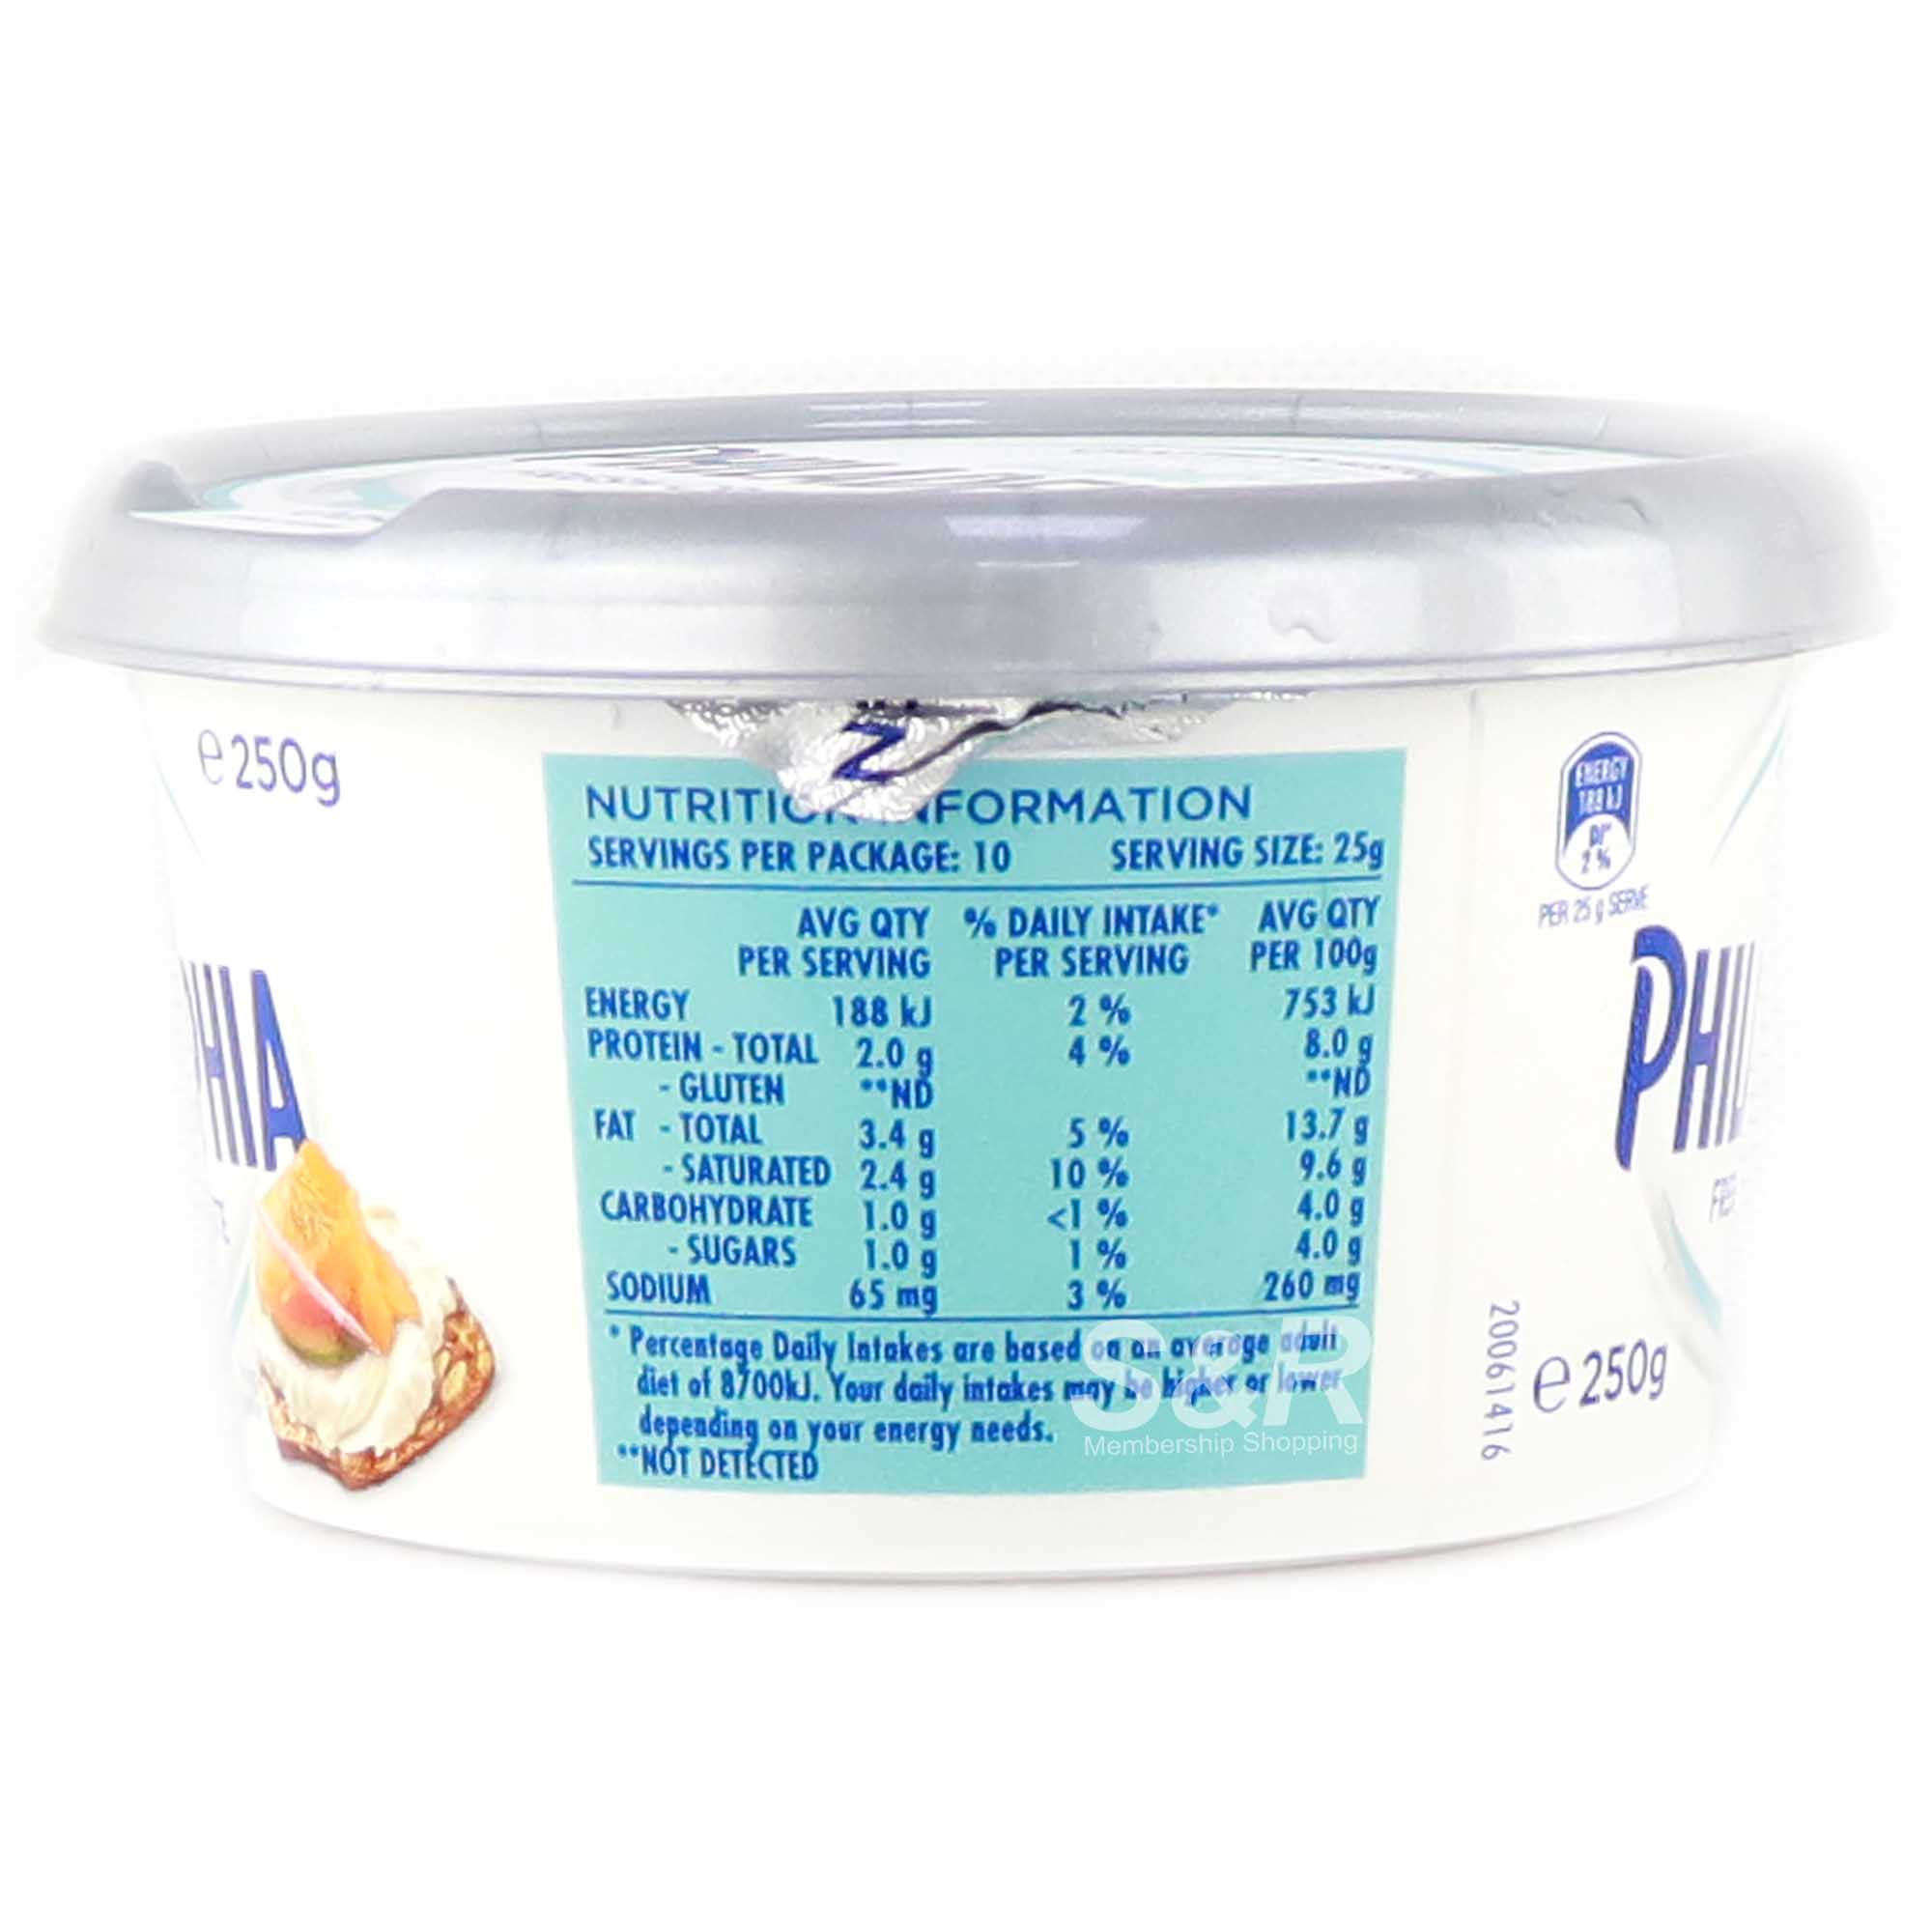 e 250g
NUTRITION INFORMATION
SERVINGS PER PACKAGE: 10 SERVING SIZE: 25g
AVG QTY % DAILY INTAKE* AVG QTY
PER SERVING PER SERVING PER 100g
ENERGY 188 kJ 2 % 753 kJ
PROTEIN - TOTAL 2.0 g 4 % 8.0 g
- GLUTEN **ND **ND
FAT - TOTAL 3.4 g 5 % 13.7 g
- SATURATED 2.4 g 10 % 9.6 g
CARBOHYDRATE 1.0 g <1 % 4.0 g
- SUGARS 1.0 g 1 % 4.0 g
SODIUM 65 mg 3 % 260 mg
* Percentage Daily Intakes are based on an average adult
diet of 8700kJ. Your daily intakes may be higher or lower
depending on your energy needs.
**NOT DETECTED
S&R
Membership Shopping
HIA
ENERGY
188 kJ
DI*
2 %
PER 25 g SERVE
PHIL
20061416
e 250g